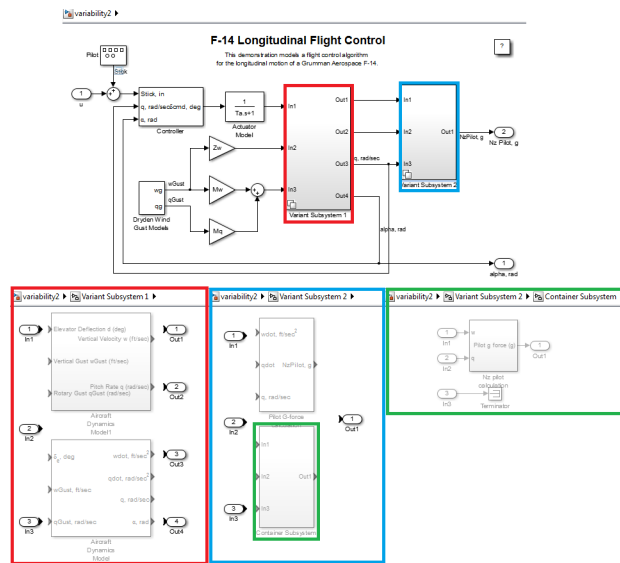 variability2
F-14 Longitudinal Flight Control
This demonstration models a flight control algorithm
for the longitudinal motion of a Grumman Aerospace F-14.
?
Pilot
Stick
1
u
Stick, in
q, rad/sec&cmd, deg
α, rad
Controller
1
Ta.s+1
Actuator
Model
Zw
Mw
Mq
wGust
wg
qGust
qg
Dryden Wind
Gust Models
In1
In2
In3
Out1
Out2
Out3
Out4
Variant Subsystem 1
q, rad/sec
alpha, rad
In1
In2
In3
Out1
Variant Subsystem 2
NzPilot, g
2
Nz Pilot, g
1
alpha, rad
variability2 Variant Subsystem 1
1
In1
Elevator Deflection d (deg)
Vertical Velocity w (ft/sec)
Vertical Gust wGust (ft/sec)
Pitch Rate q (rad/sec)
Rotary Gust qGust (rad/sec)
Aircraft
Dynamics
Model1
1
Out1
2
Out2
2
In2
deg
wdot, ft/sec2
qdot, rad/sec2
wGust, ft/sec
q, rad/sec
qGust, rad/sec
α, rad
Aircraft
Dynamics
Model
3
In3
3
Out3
4
Out4
variability2 Variant Subsystem 2
1
In1
wdot, ft/sec2
qdot NzPilot, g
q, rad/sec
Pilot G-force
2
In2
1
Out1
In1
In2 Out1
In3
Container Subsystem
3
In3
variability2 Variant Subsystem 2 Container Subsystem
1
In1
w
Pilot g force (g)
q
2
In2
1
Out1
Nz pilot
calculation
3
In3
Terminator